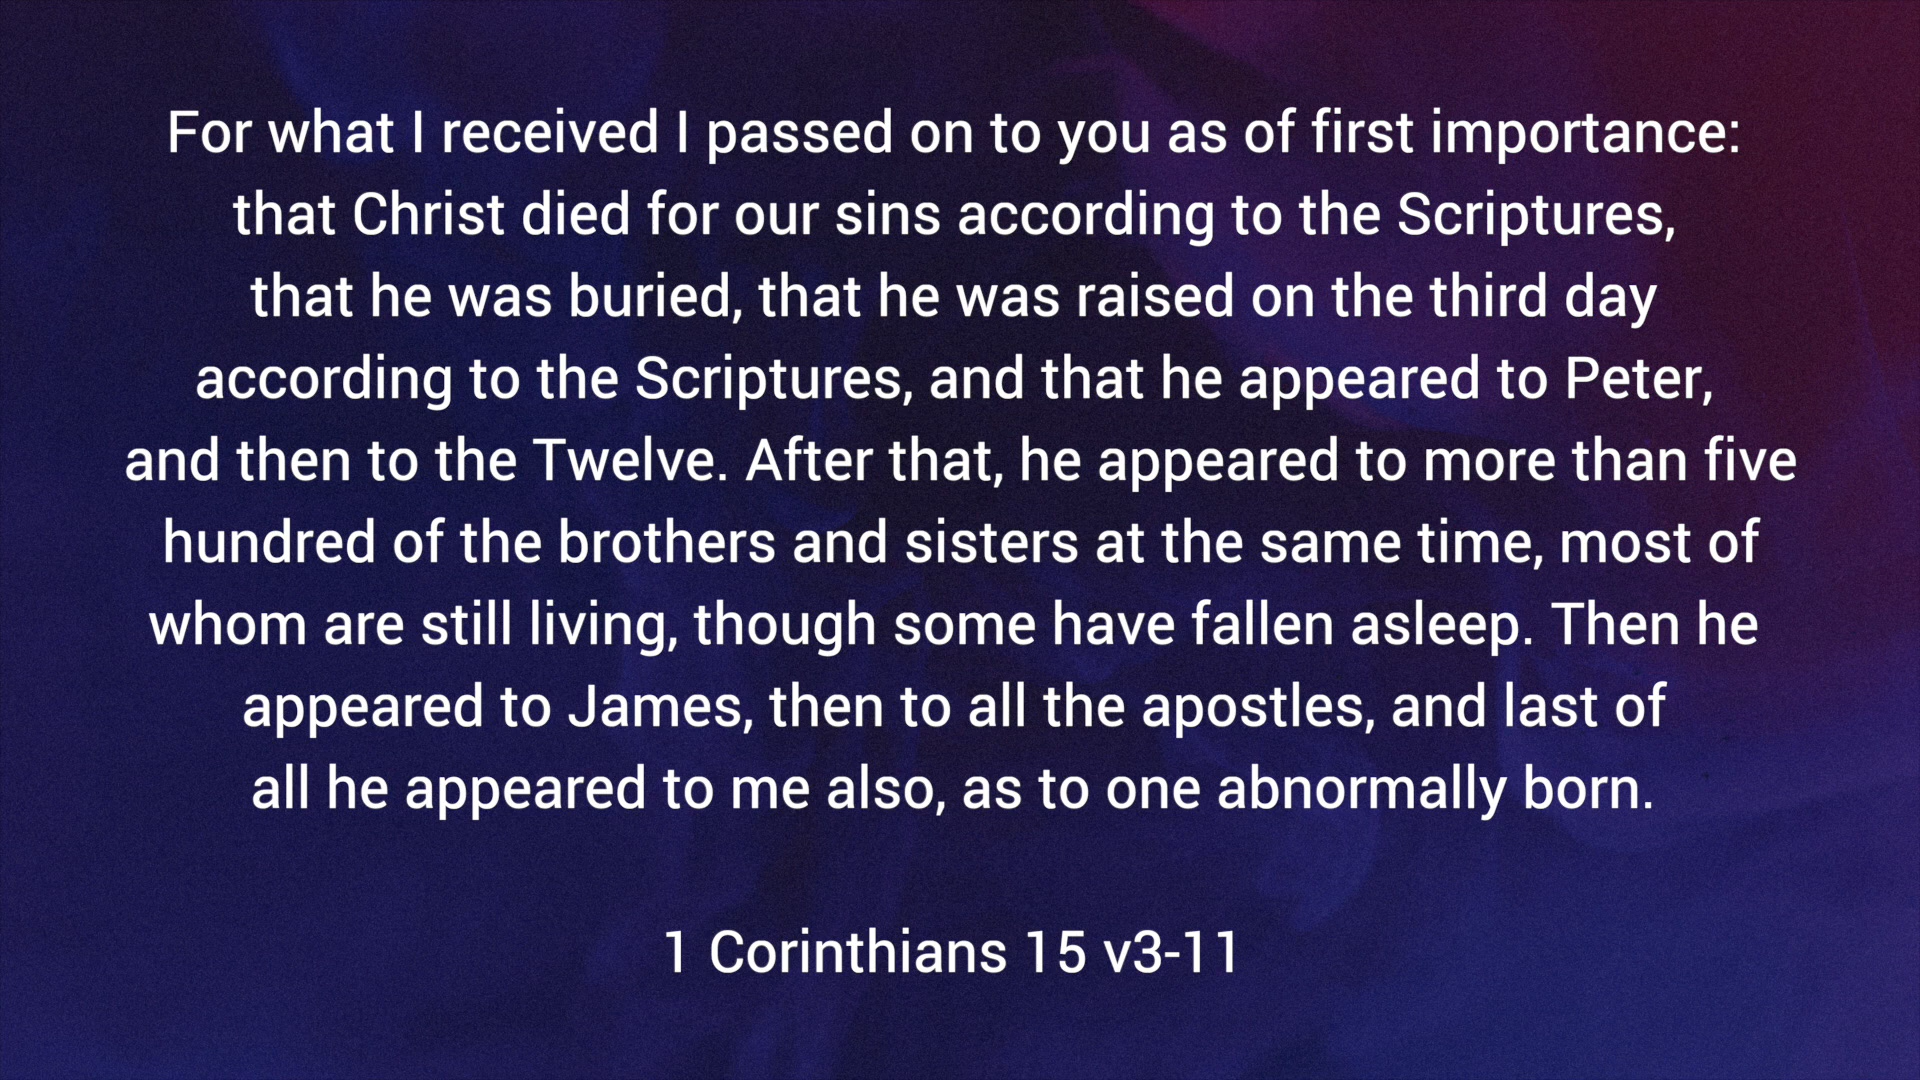 For what I received I passed on to you as of first importance:
that Christ died for our sins according to the Scriptures,
that he was buried, that he was raised on the third day
according to the Scriptures, and that he appeared to Peter,
and then to the Twelve. After that, he appeared to more than five
hundred of the brothers and sisters at the same time, most of
whom are still living, though some have fallen asleep. Then he
appeared to James, then to all the apostles, and last of
all he appeared to me also, as to one abnormally born.
1 Corinthians 15 v3-11